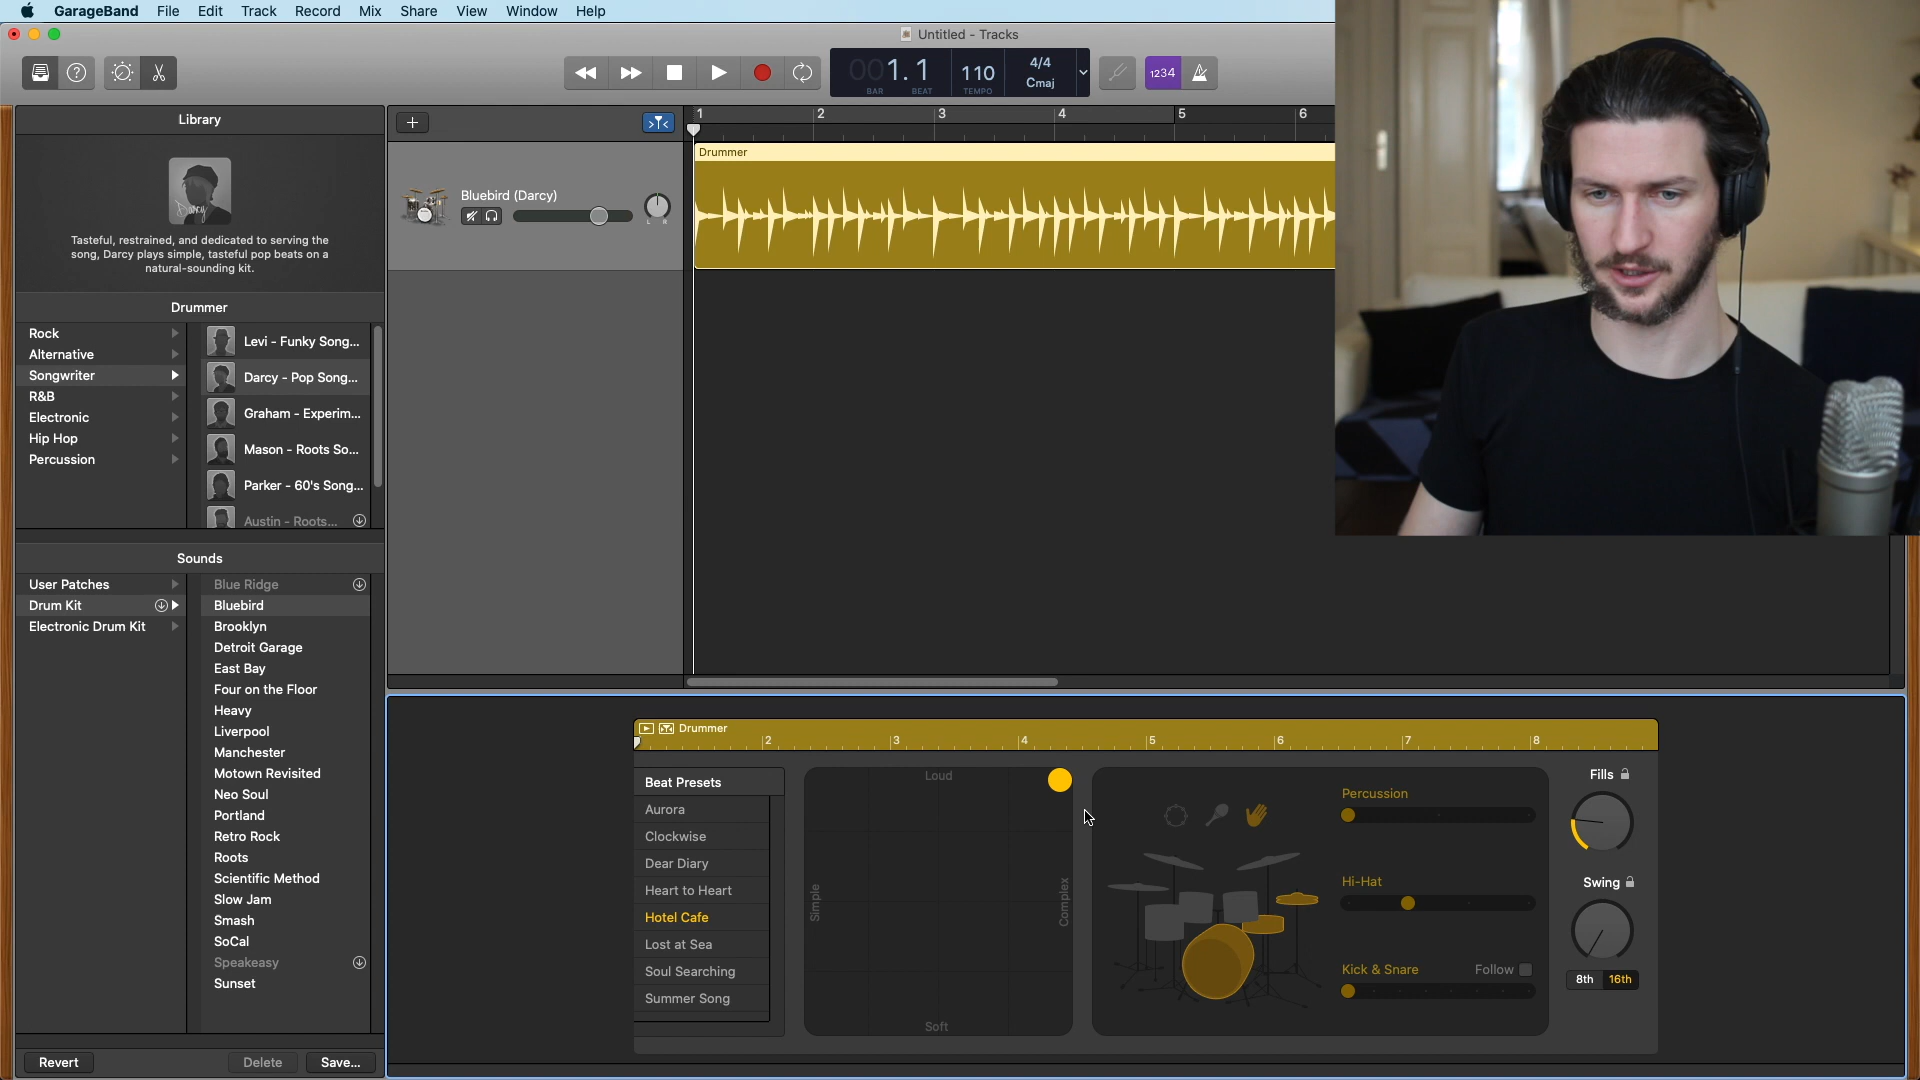 GarageBand File Edit Track Record Mix Share View Window Help
Untitled - Tracks
001.1
BAR BEAT
110
TEMPO
4/4
Cmaj
1234
Library
Darcy
Tasteful, restrained, and dedicated to serving the
song, Darcy plays simple, tasteful pop beats on a
natural-sounding kit.
Drummer
Rock
Alternative
Songwriter
R&B
Electronic
Hip Hop
Percussion
Levi - Funky Song...
Darcy - Pop Song...
Graham - Experim...
Mason - Roots So...
Parker - 60's Song...
Austin - Roots...
Sounds
User Patches
Drum Kit
Electronic Drum Kit
Blue Ridge
Bluebird
Brooklyn
Detroit Garage
East Bay
Four on the Floor
Heavy
Liverpool
Manchester
Motown Revisited
Neo Soul
Portland
Retro Rock
Roots
Scientific Method
Slow Jam
Smash
SoCal
Speakeasy
Sunset
Revert Delete Save...
1 2 3 4 5 6
Bluebird (Darcy)
L R
Drummer
Drummer
2 3 4 5 6 7 8
Beat Presets
Aurora
Clockwise
Dear Diary
Heart to Heart
Hotel Cafe
Lost at Sea
Soul Searching
Summer Song
Loud
Simple
Complex
Soft
Percussion
Hi-Hat
Kick & Snare Follow
Fills
Swing
8th 16th